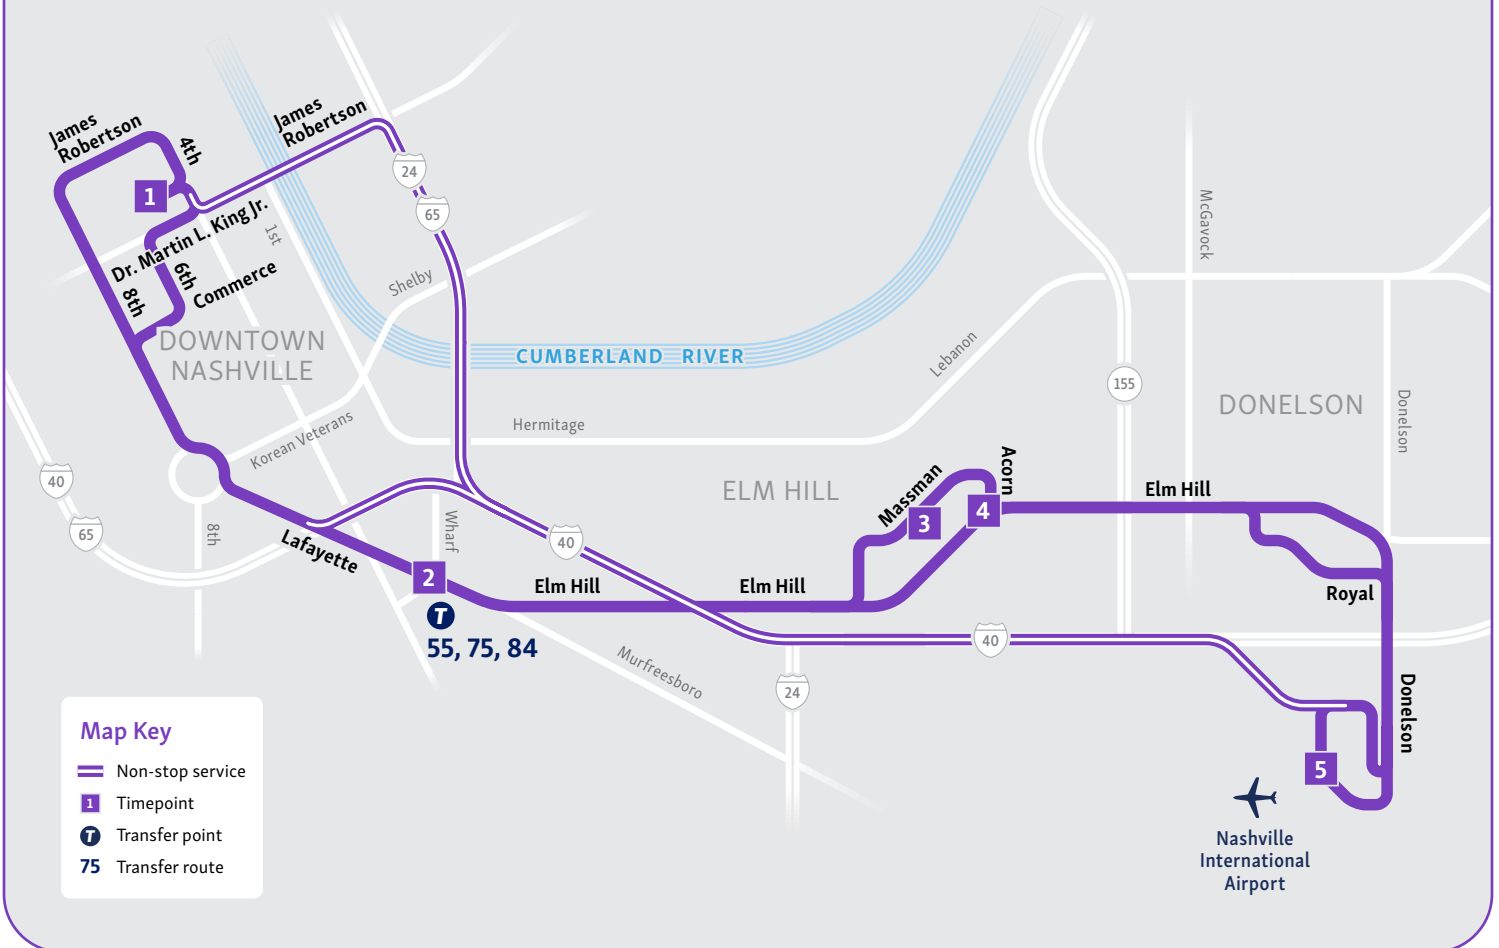 James
Robertson
4th
James
Robertson
24
65
1
Dr. Martin L. King Jr.
1st
6th
Commerce
8th
Shelby
McGavock
DOWNTOWN
NASHVILLE
CUMBERLAND RIVER
Lebanon
155
DONELSON
Donelson
Korean Veterans
Hermitage
40
65
8th
ELM HILL
Acorn
Massman
3
4
Elm Hill
Wharf
Lafayette
40
2
T
55, 75, 84
Elm Hill
Elm Hill
Royal
40
Murfreesboro
24
Donelson
5
Nashville
International
Airport
Map Key
Non-stop service
1 Timepoint
T Transfer point
75 Transfer route